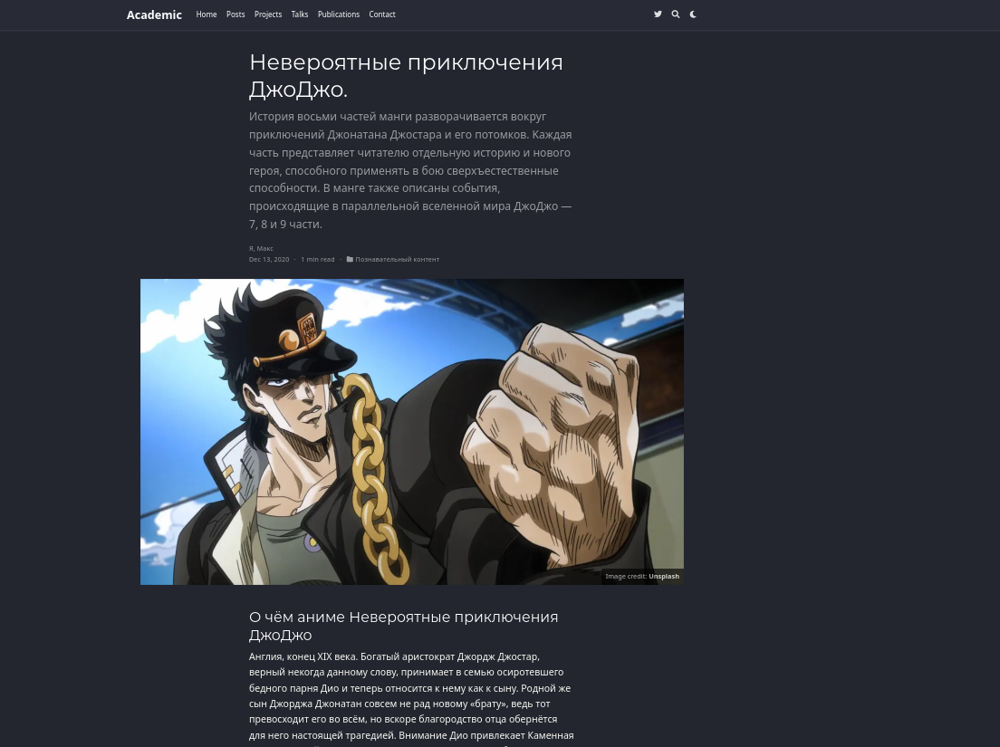 Academic Home Posts Projects Talks Publications Contact
Невероятные приключения
ДжоДжо.
История восьми частей манги разворачивается вокруг
приключений Джонатана Джостара и его потомков. Каждая
часть представляет читателю отдельную историю и нового
героя, способного применять в бою сверхъестественные
способности. В манге также описаны события,
происходящие в параллельной вселенной мира ДжоДжо —
7, 8 и 9 части.
Я, Макс
Dec 13, 2020 · 1 min read · Познавательный контент
Image credit: Unsplash
О чём аниме Невероятные приключения
ДжоДжо
Англия, конец XIX века. Богатый аристократ Джордж Джостар,
верный некогда данному слову, принимает в семью осиротевшего
бедного парня Дио и теперь относится к нему как к сыну. Родной же
сын Джорджа Джонатан совсем не рад новому «брату», ведь тот
превосходит его во всём, но вскоре благородство отца обернётся
для него настоящей трагедией. Внимание Дио привлекает Каменная